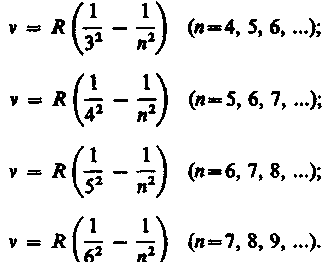 ν = R(1/3² − 1/n²) (n=4, 5, 6, ...);
ν = R(1/4² − 1/n²) (n=5, 6, 7, ...);
ν = R(1/5² − 1/n²) (n=6, 7, 8, ...);
ν = R(1/6² − 1/n²) (n=7, 8, 9, ...).